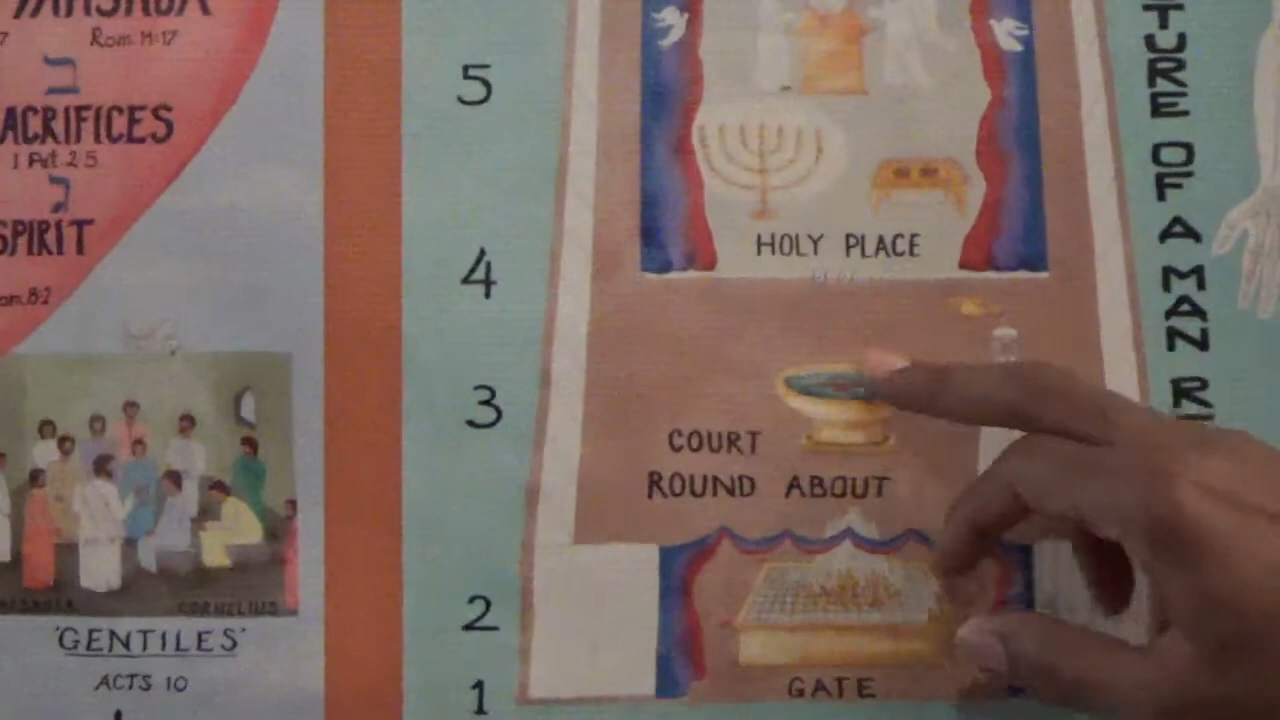 Rom. 14:17
ב
SACRIFICES
1 Pet. 2 5
ג
SPIRIT
Rom. 8:2
CORNELIUS
'GENTILES'
ACTS 10
5
4
3
2
1
HOLY PLACE
COURT
ROUND ABOUT
GATE
TURE OF A MAN RE